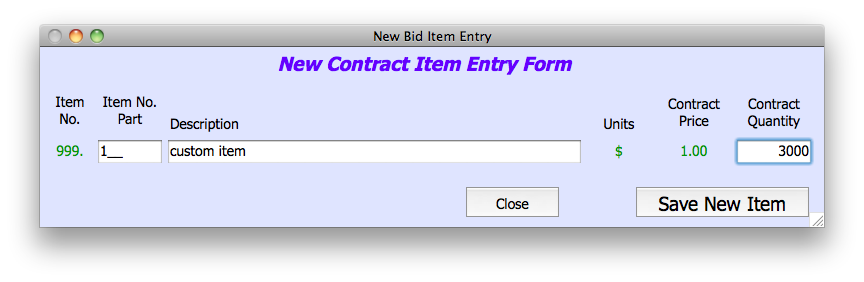 New Bid Item Entry
New Contract Item Entry Form
Item No.
Item No. Part
Description
Units
Contract Price
Contract Quantity
999.
1__
custom item
$
1.00
3000
Close
Save New Item